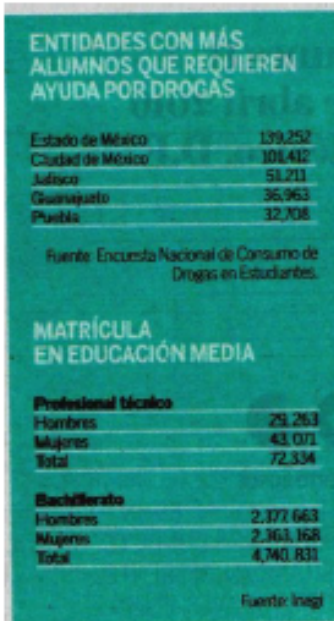 ENTIDADES CON MÁS
ALUMNOS QUE REQUIEREN
AYUDA POR DROGAS
Estado de México 139,252
Ciudad de México 101,412
Jalisco 51,211
Guanajuato 36,963
Puebla 32,708
Fuente: Encuesta Nacional de Consumo de
Drogas en Estudiantes.
MATRÍCULA
EN EDUCACIÓN MEDIA
Profesional técnico
Hombres 29,263
Mujeres 43,071
Total 72,334
Bachillerato
Hombres 2,377,663
Mujeres 2,363,168
Total 4,740,831
Fuente: Inegi